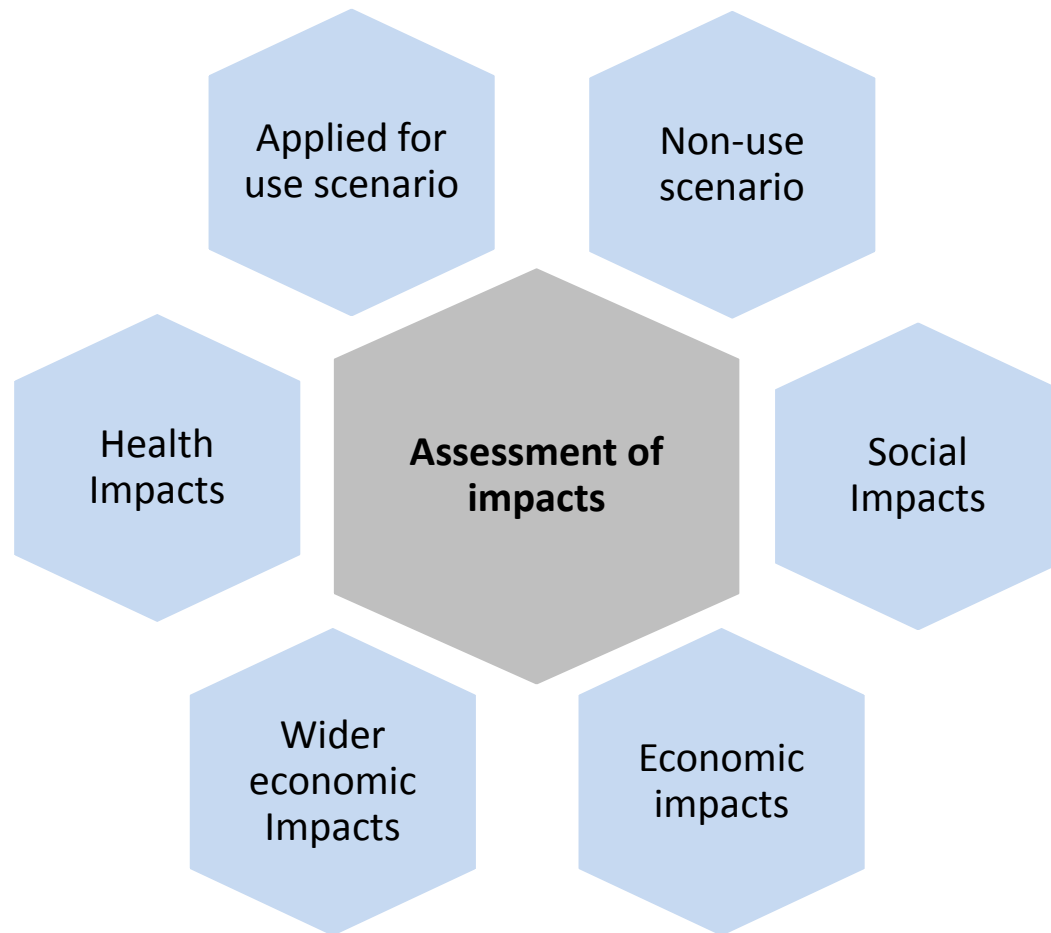 Applied for
use scenario
Non-use
scenario
Health
Impacts
Assessment of
impacts
Social
Impacts
Wider
economic
Impacts
Economic
impacts